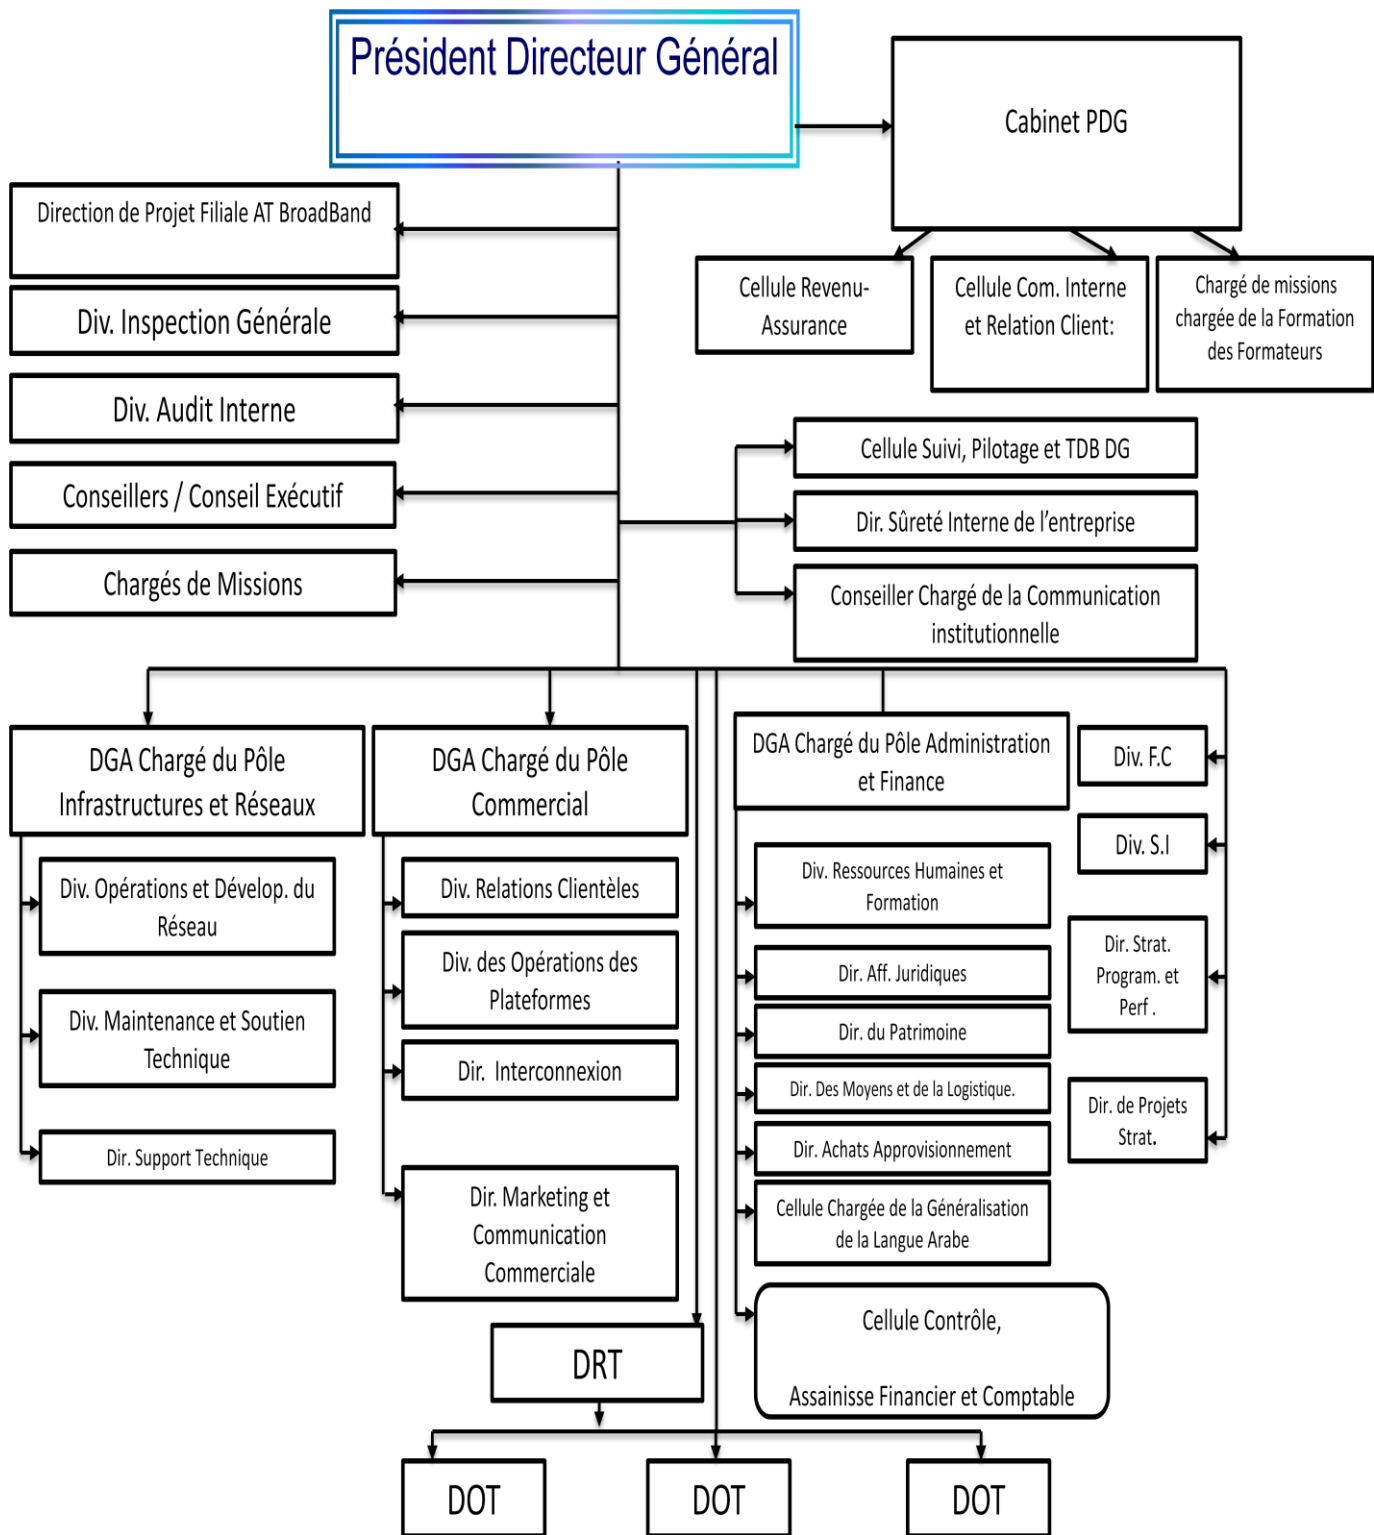 Président Directeur Général
Cabinet PDG
Direction de Projet Filiale AT BroadBand
Div. Inspection Générale
Div. Audit Interne
Conseillers / Conseil Exécutif
Chargés de Missions
Cellule Revenu-
Assurance
Cellule Com. Interne
et Relation Client:
Chargé de missions
chargée de la Formation
des Formateurs
Cellule Suivi, Pilotage et TDB DG
Dir. Sûreté Interne de l’entreprise
Conseiller Chargé de la Communication
institutionnelle
DGA Chargé du Pôle
Infrastructures et Réseaux
Div. Opérations et Dévelop. du
Réseau
Div. Maintenance et Soutien
Technique
Dir. Support Technique
DGA Chargé du Pôle
Commercial
Div. Relations Clientèles
Div. des Opérations des
Plateformes
Dir. Interconnexion
Dir. Marketing et
Communication
Commerciale
DGA Chargé du Pôle Administration
et Finance
Div. Ressources Humaines et
Formation
Dir. Aff. Juridiques
Dir. du Patrimoine
Dir. Des Moyens et de la Logistique.
Dir. Achats Approvisionnement
Cellule Chargée de la Généralisation
de la Langue Arabe
Cellule Contrôle,
Assainisse Financier et Comptable
Div. F.C
Div. S.I
Dir. Strat.
Program. et
Perf .
Dir. de Projets
Strat.
DRT
DOT
DOT
DOT